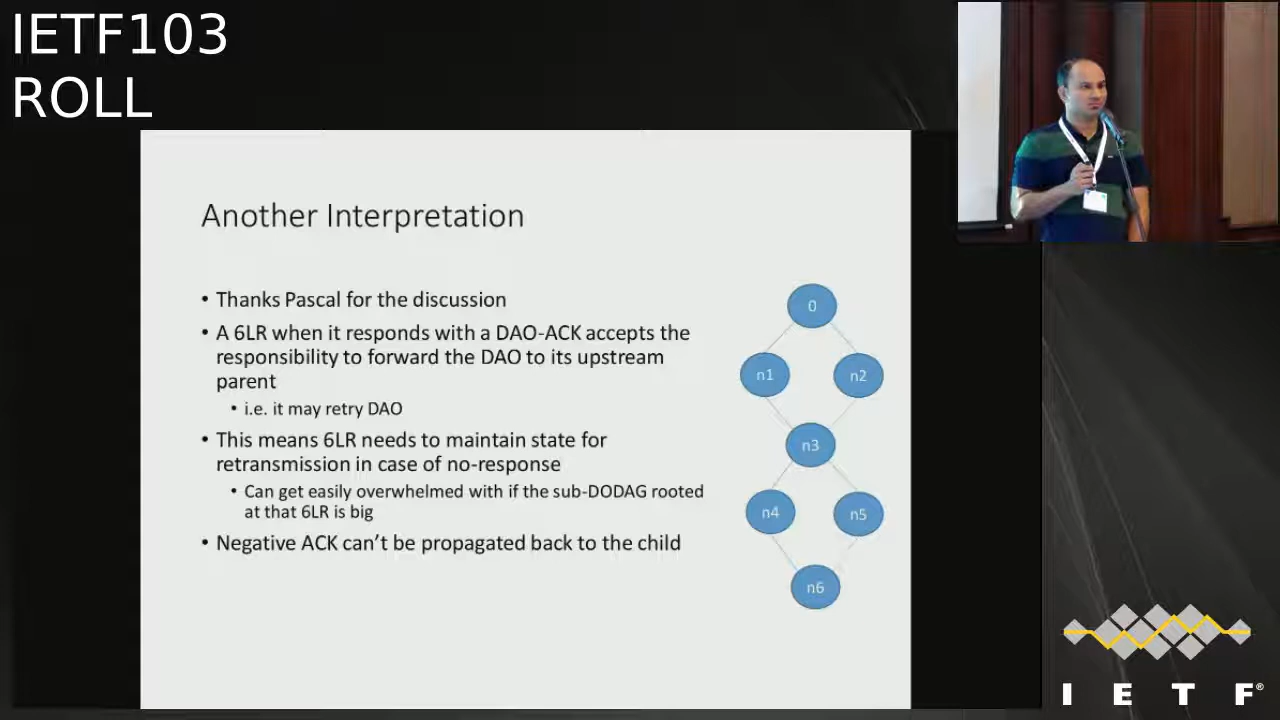 IETF103
ROLL
Another Interpretation
• Thanks Pascal for the discussion
• A 6LR when it responds with a DAO-ACK accepts the
responsibility to forward the DAO to its upstream
parent
• i.e. it may retry DAO
• This means 6LR needs to maintain state for
retransmission in case of no-response
• Can get easily overwhelmed with if the sub-DODAG rooted
at that 6LR is big
• Negative ACK can’t be propagated back to the child
0
n1
n2
n3
n4
n5
n6
I E T F®